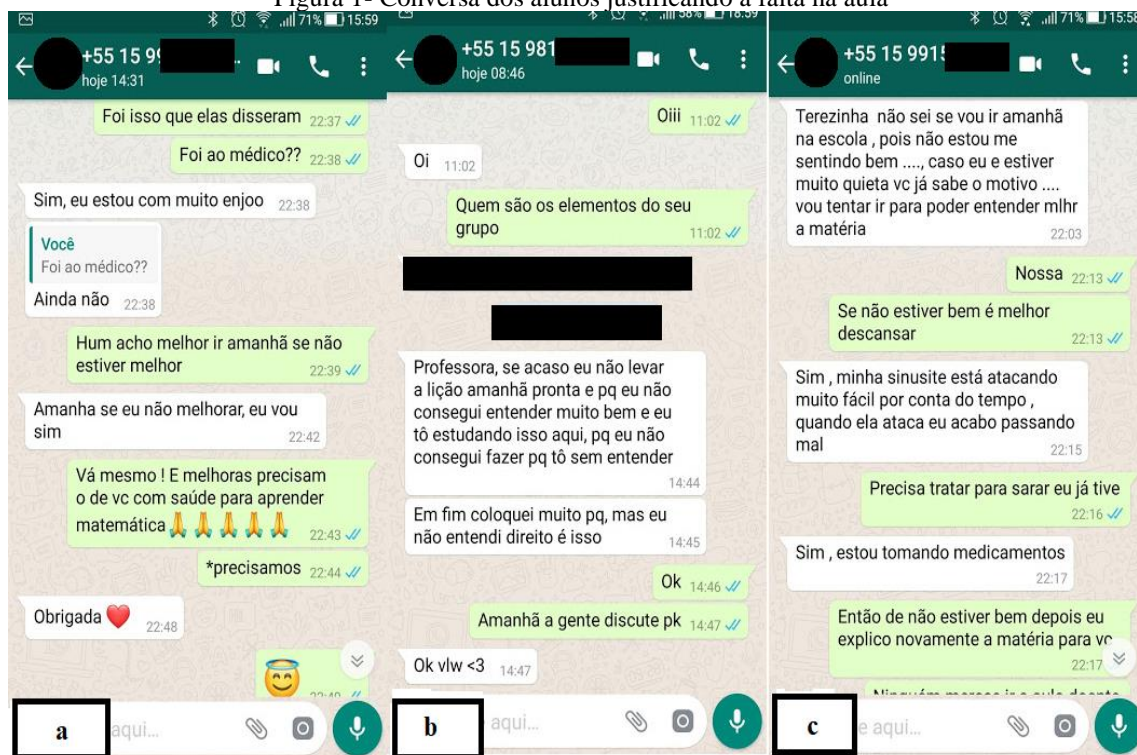 Figura 1- Conversa dos alunos justificando a falta na aula
71% 15:59
+55 15 99
hoje 14:31
Foi isso que elas disseram 22:37
Foi ao médico?? 22:38
Sim, eu estou com muito enjoo 22:38
Você
Foi ao médico??
Ainda não 22:38
Hum acho melhor ir amanhã se não
estiver melhor 22:39
Amanha se eu não melhorar, eu vou
sim 22:42
Vá mesmo ! E melhoras precisam
o de vc com saúde para aprender
matemática 🙏🙏🙏🙏🙏 22:43
*precisamos 22:44
Obrigada ❤️ 22:48
😇
a aqui...
58% 18:59
+55 15 981
hoje 08:46
Oiii 11:02
Oi 11:02
Quem são os elementos do seu
grupo 11:02
Professora, se acaso eu não levar
a lição amanhã pronta e pq eu não
consegui entender muito bem e eu
tô estudando isso aqui, pq eu não
consegui fazer pq tô sem entender
14:44
Em fim coloquei muito pq, mas eu
não entendi direito é isso 14:45
Ok 14:46
Amanhã a gente discute pk 14:47
Ok vlw <3 14:47
b aqui...
71% 15:58
+55 15 9915
online
Terezinha não sei se vou ir amanhã
na escola , pois não estou me
sentindo bem ...., caso eu e estiver
muito quieta vc já sabe o motivo ....
vou tentar ir para poder entender mlhr
a matéria 22:03
Nossa 22:13
Se não estiver bem é melhor
descansar 22:13
Sim , minha sinusite está atacando
muito fácil por conta do tempo ,
quando ela ataca eu acabo passando
mal 22:15
Precisa tratar para sarar eu já tive
22:16
Sim , estou tomando medicamentos
22:17
Então de não estiver bem depois eu
explico novamente a matéria para vc
22:17
c e aqui...